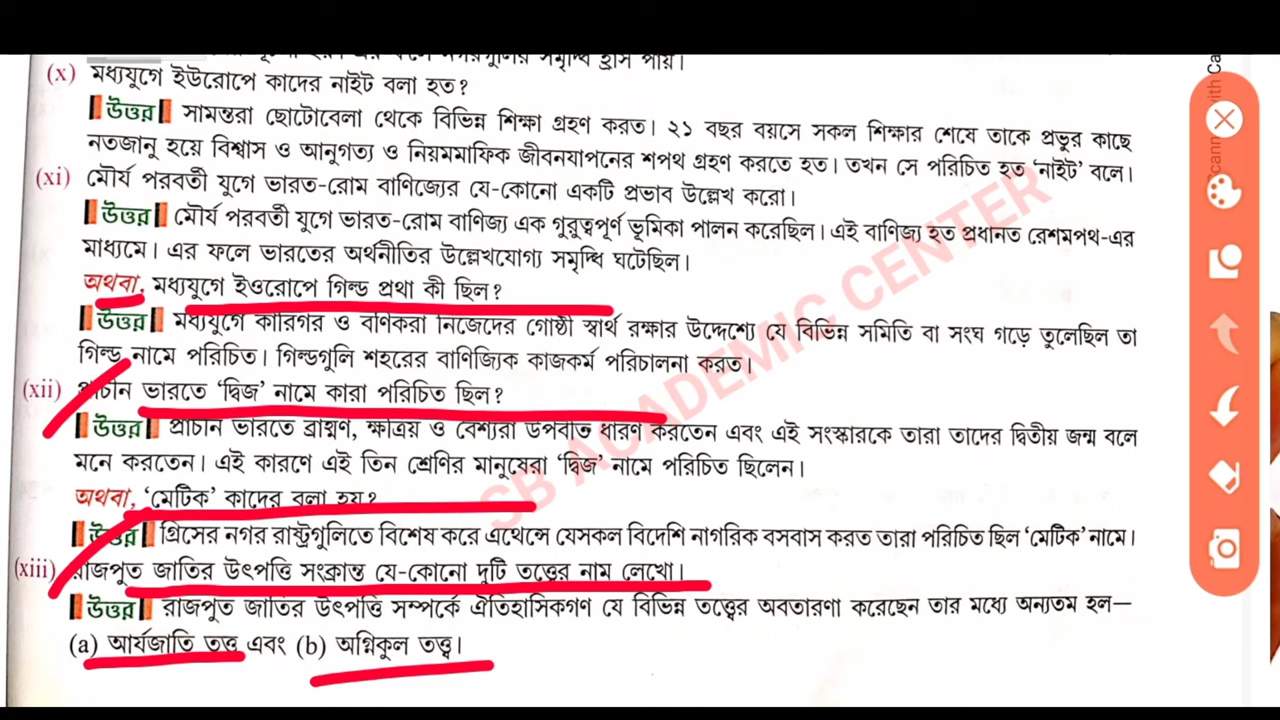 সমৃদ্ধি হ্রাস পায়।
(x) মধ্যযুগে ইউরোপে কাদের নাইট বলা হত?
উত্তর সামন্তরা ছোটোবেলা থেকে বিভিন্ন শিক্ষা গ্রহণ করত। ২১ বছর বয়সে সকল শিক্ষার শেষে তাকে প্রভুর কাছে
নতজানু হয়ে বিশ্বাস ও আনুগত্য ও নিয়মমাফিক জীবনযাপনের শপথ গ্রহণ করতে হত। তখন সে পরিচিত হত ‘নাইট’ বলে।
(xi) মৌর্য পরবর্তী যুগে ভারত-রোম বাণিজ্যের যে-কোনো একটি প্রভাব উল্লেখ করো।
উত্তর মৌর্য পরবর্তী যুগে ভারত-রোম বাণিজ্য এক গুরুত্বপূর্ণ ভূমিকা পালন করেছিল। এই বাণিজ্য হত প্রধানত রেশমপথ-এর
মাধ্যমে। এর ফলে ভারতের অর্থনীতির উল্লেখযোগ্য সমৃদ্ধি ঘটেছিল।
অথবা, মধ্যযুগে ইওরোপে গিল্ড প্রথা কী ছিল?
উত্তর মধ্যযুগে কারিগর ও বণিকরা নিজেদের গোষ্ঠী স্বার্থ রক্ষার উদ্দেশ্যে যে বিভিন্ন সমিতি বা সংঘ গড়ে তুলেছিল তা
গিল্ড নামে পরিচিত। গিল্ডগুলি শহরের বাণিজ্যিক কাজকর্ম পরিচালনা করত।
(xii) প্রাচীন ভারতে ‘দ্বিজ’ নামে কারা পরিচিত ছিল?
উত্তর প্রাচীন ভারতে ব্রাহ্মণ, ক্ষত্রিয় ও বৈশ্যরা উপবীত ধারণ করতেন এবং এই সংস্কারকে তারা তাদের দ্বিতীয় জন্ম বলে
মনে করতেন। এই কারণে এই তিন শ্রেণির মানুষেরা ‘দ্বিজ’ নামে পরিচিত ছিলেন।
অথবা, ‘মেটিক’ কাদের বলা হয়?
উত্তর গ্রিসের নগর রাষ্ট্রগুলিতে বিশেষ করে এথেন্সে যেসকল বিদেশি নাগরিক বসবাস করত তারা পরিচিত ছিল ‘মেটিক’ নামে।
(xiii) রাজপুত জাতির উৎপত্তি সংক্রান্ত যে-কোনো দুটি তত্ত্বের নাম লেখো।
উত্তর রাজপুত জাতির উৎপত্তি সম্পর্কে ঐতিহাসিকগণ যে বিভিন্ন তত্ত্বের অবতারণা করেছেন তার মধ্যে অন্যতম হল—
(a) আর্যজাতি তত্ত্ব এবং (b) অগ্নিকুল তত্ত্ব।
SB ACADEMIC CENTER